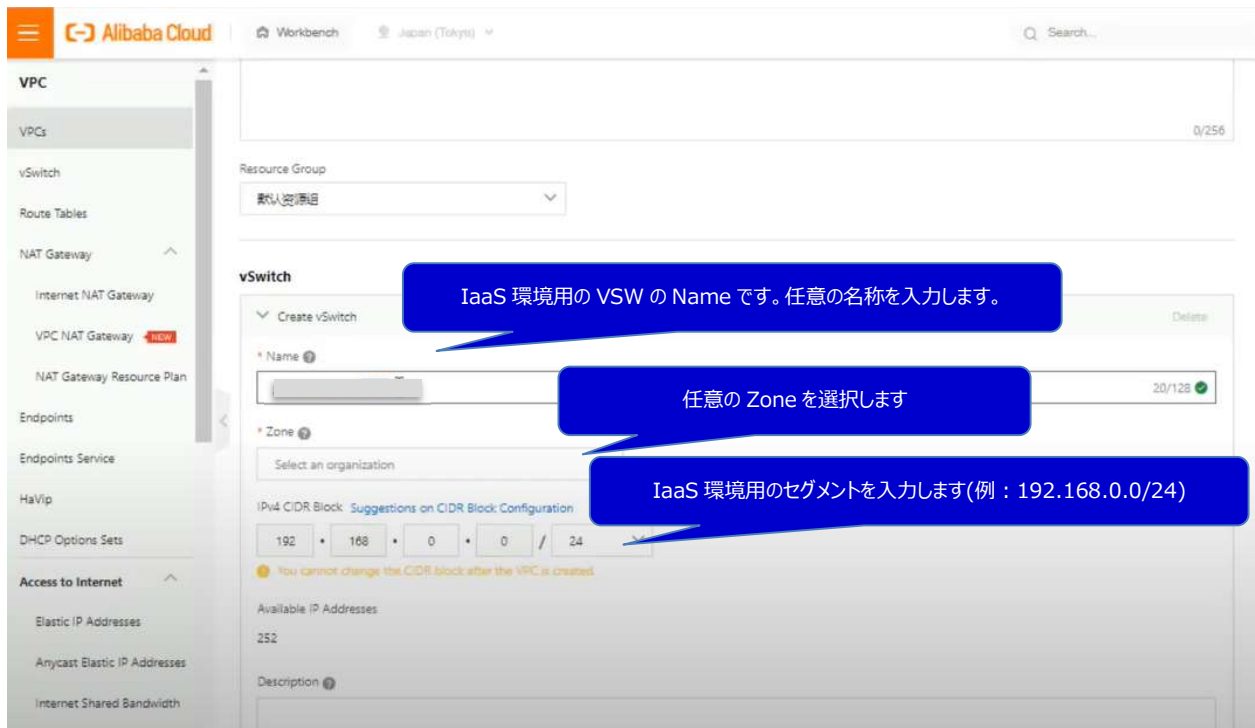 Alibaba Cloud
Workbench
Japan (Tokyo)
Search...
VPC
VPCs
vSwitch
Route Tables
NAT Gateway
Internet NAT Gateway
VPC NAT Gateway NEW
NAT Gateway Resource Plan
Endpoints
Endpoints Service
HaVip
DHCP Options Sets
Access to Internet
Elastic IP Addresses
Anycast Elastic IP Addresses
Internet Shared Bandwidth
0/256
Resource Group
默认资源组
vSwitch
IaaS 環境用の VSW の Name です。任意の名称を入力します。
Create vSwitch
Delete
* Name
20/128
任意の Zone を選択します
* Zone
Select an organization
IaaS 環境用のセグメントを入力します(例：192.168.0.0/24)
IPv4 CIDR Block Suggestions on CIDR Block Configuration
192 • 168 • 0 • 0 / 24
You cannot change the CIDR block after the VPC is created.
Available IP Addresses
252
Description